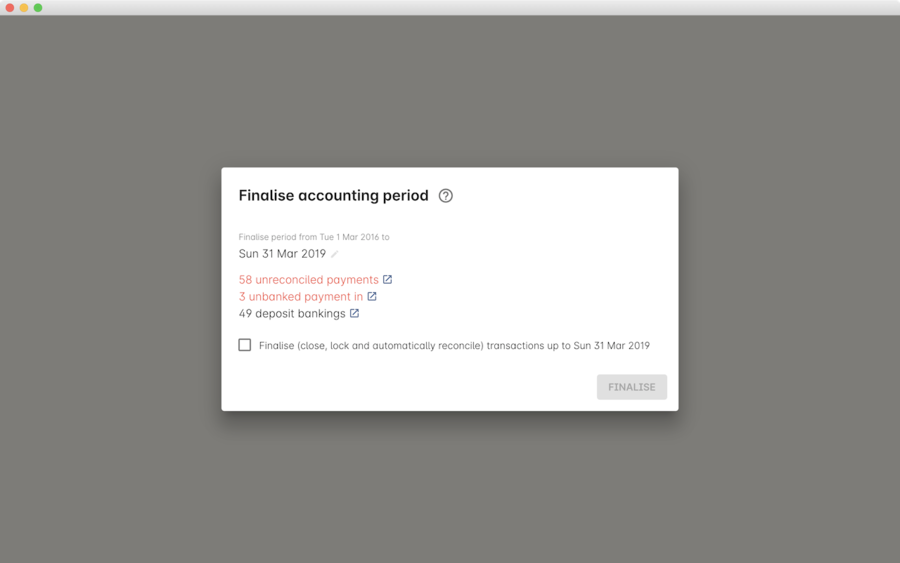 Finalise accounting period
Finalise period from Tue 1 Mar 2016 to
Sun 31 Mar 2019
58 unreconciled payments
3 unbanked payment in
49 deposit bankings
Finalise (close, lock and automatically reconcile) transactions up to Sun 31 Mar 2019
FINALISE